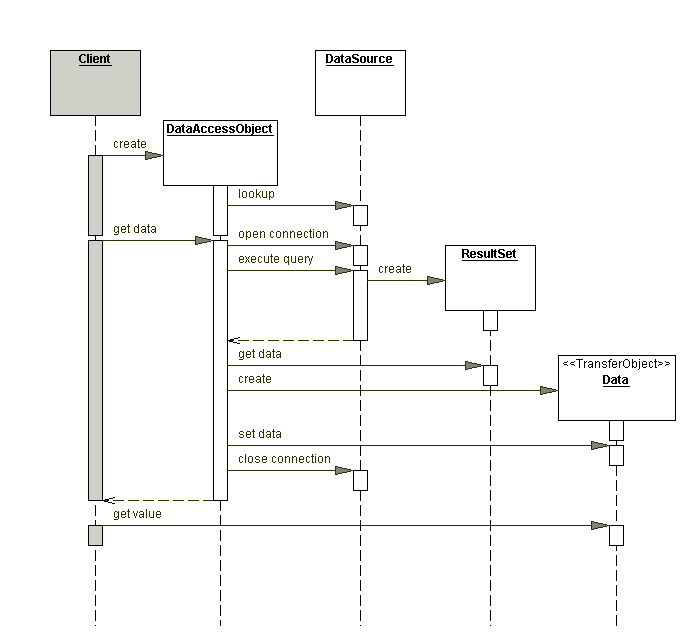 Client
DataSource
DataAccessObject
create
lookup
get data
open connection
execute query
create
ResultSet
get data
<<TransferObject>>
create
Data
set data
close connection
get value